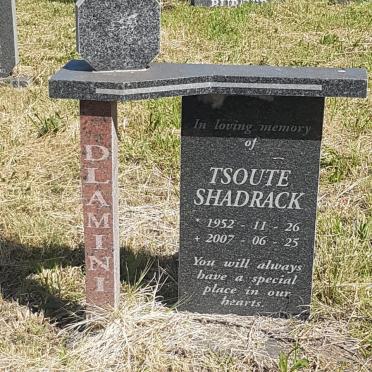 DLAMINI
In loving memory
of
TSOUTE
SHADRACK
* 1952 - 11 - 26
+ 2007 - 06 - 25
You will always
have a special
place in our
hearts.